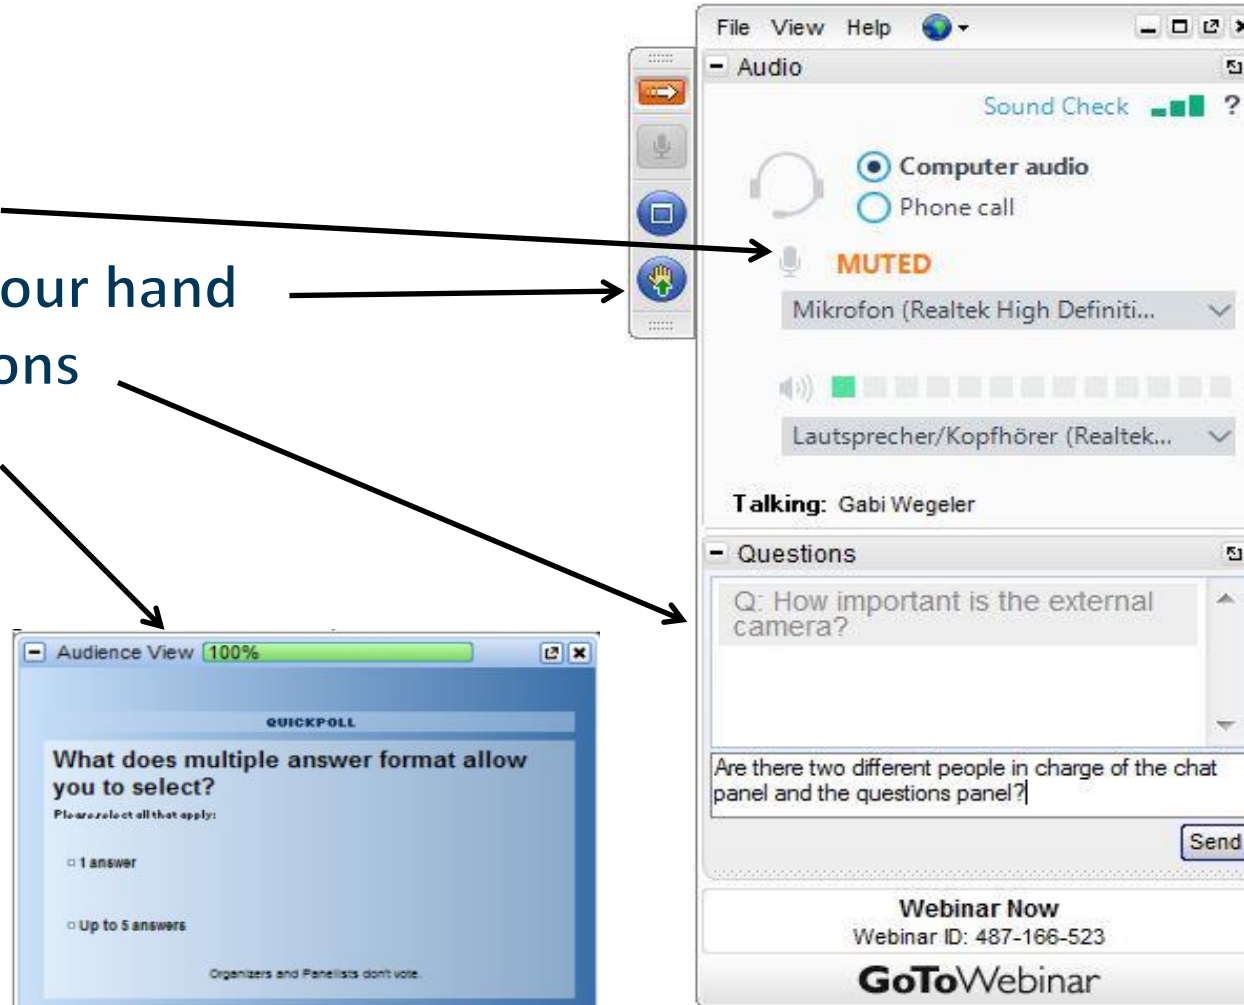 File View Help
Audio
Sound Check ?
Computer audio
Phone call
MUTED
our hand
Mikrofon (Realtek High Definiti...
ons
Lautsprecher/Kopfhörer (Realtek...
Talking: Gabi Wegeler
Questions
Q: How important is the external
camera?
Audience View 100%
QUICKPOLL
What does multiple answer format allow
you to select?
Please select all that apply:
1 answer
Up to 5 answers
Organizers and Panelists don't vote.
Are there two different people in charge of the chat
panel and the questions panel?
Send
Webinar Now
Webinar ID: 487-166-523
GoToWebinar